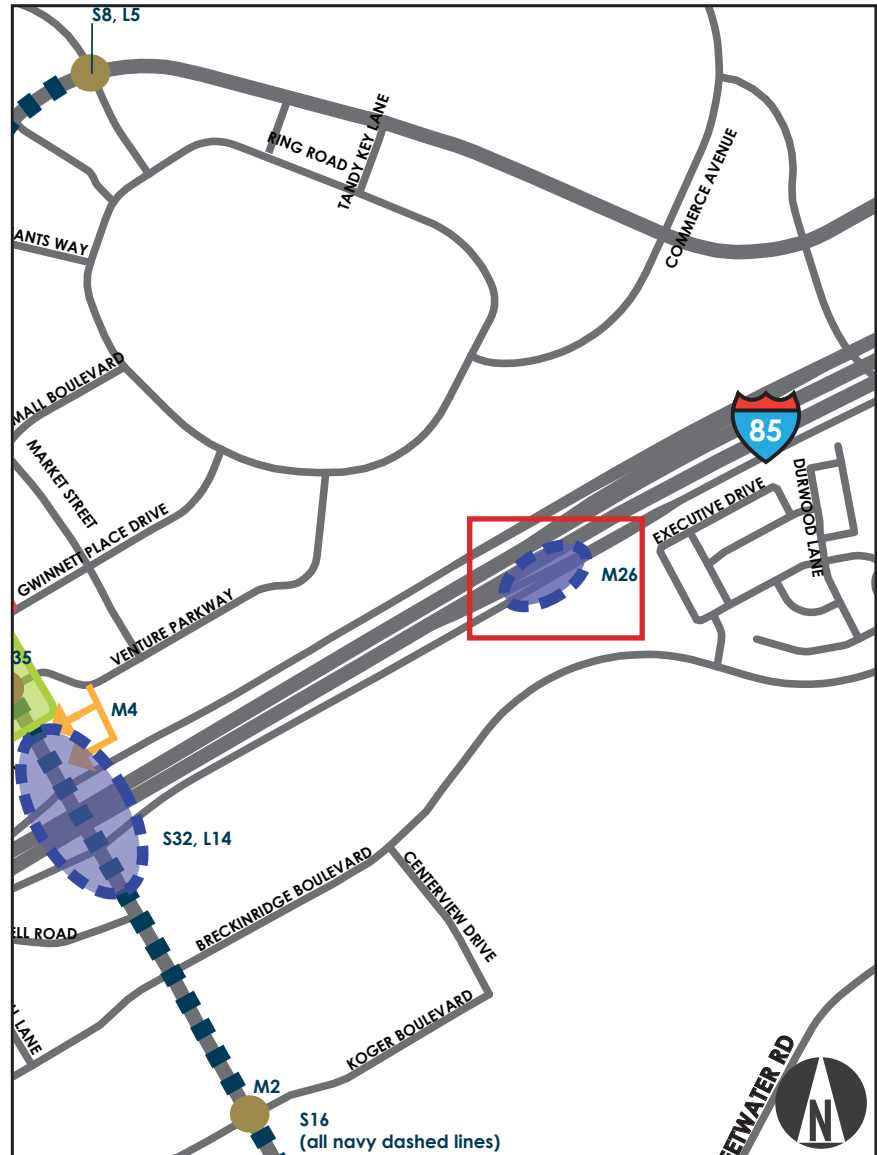 S8, L5
RING ROAD
TANDY KEY LANE
COMMERCE AVENUE
ANTS WAY
MALL BOULEVARD
MARKET STREET
85
DURWOOD LANE
EXECUTIVE DRIVE
GWINNETT PLACE DRIVE
M26
VENTURE PARKWAY
35
M4
S32, L14
BRECKINRIDGE BOULEVARD
CENTERVIEW DRIVE
ELL ROAD
LANE
KOGER BOULEVARD
M2
S16
(all navy dashed lines)
ETWATER RD
N